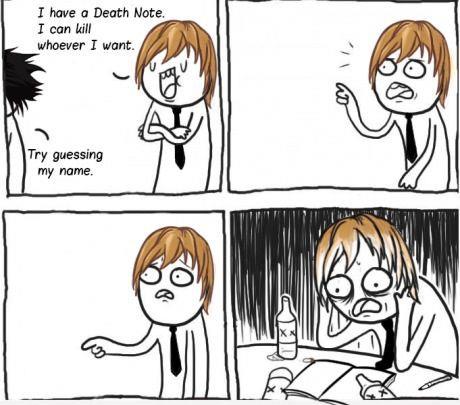 I have a Death Note.
I can kill
whoever I want.
Try guessing
my name.
x x
x x
x x